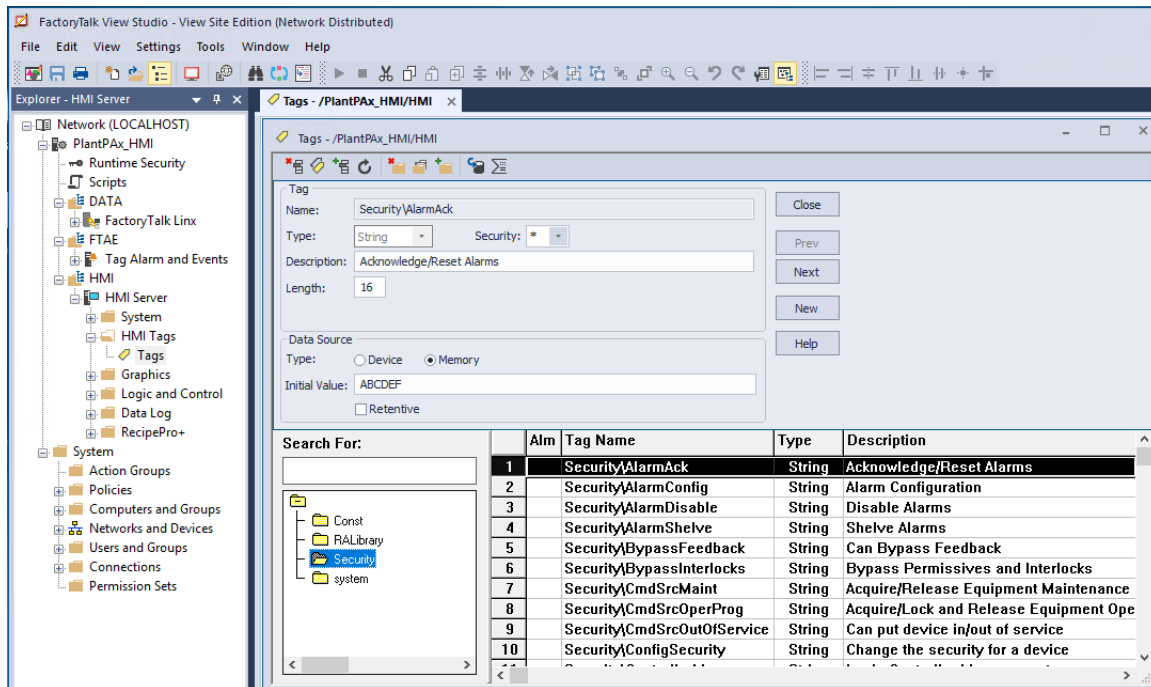 FactoryTalk View Studio - View Site Edition (Network Distributed)
File Edit View Settings Tools Window Help
Explorer - HMI Server
Tags - /PlantPAx_HMI/HMI
Network (LOCALHOST)
PlantPAx_HMI
Runtime Security
Scripts
DATA
FactoryTalk Linx
FTAE
Tag Alarm and Events
HMI
HMI Server
System
HMI Tags
Tags
Graphics
Logic and Control
Data Log
RecipePro+
System
Action Groups
Policies
Computers and Groups
Networks and Devices
Users and Groups
Connections
Permission Sets
Tags - /PlantPAx_HMI/HMI
Tag
Name: Security\AlarmAck
Type: String Security: *
Description: Acknowledge/Reset Alarms
Length: 16
Close
Prev
Next
New
Help
Data Source
Type: Device Memory
Initial Value: ABCDEF
Retentive
Search For:
Const
RALibrary
Security
system
Alm Tag Name Type Description
1 Security\AlarmAck String Acknowledge/Reset Alarms
2 Security\AlarmConfig String Alarm Configuration
3 Security\AlarmDisable String Disable Alarms
4 Security\AlarmShelve String Shelve Alarms
5 Security\BypassFeedback String Can Bypass Feedback
6 Security\BypassInterlocks String Bypass Permissives and Interlocks
7 Security\CmdSrcMaint String Acquire/Release Equipment Maintenance
8 Security\CmdSrcOperProg String Acquire/Lock and Release Equipment Ope
9 Security\CmdSrcOutOfService String Can put device in/out of service
10 Security\ConfigSecurity String Change the security for a device